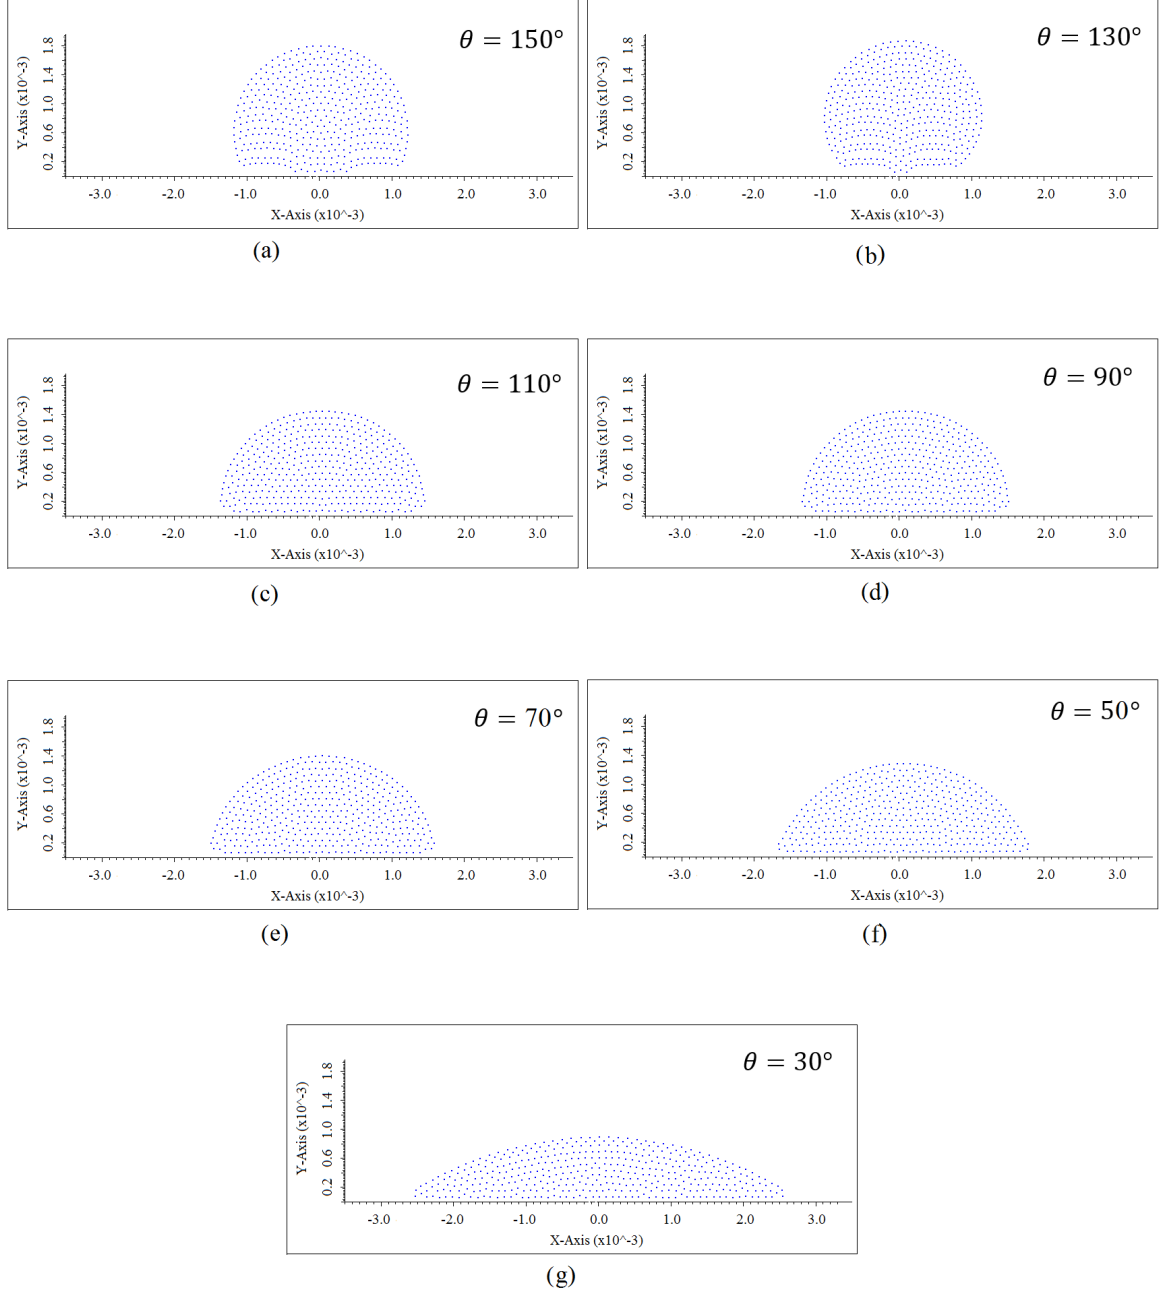 θ = 150°
Y-Axis (x10^-3)
0.2 0.6 1.0 1.4 1.8
-3.0 -2.0 -1.0 0.0 1.0 2.0 3.0
X-Axis (x10^-3)
(a)
θ = 130°
Y-Axis (x10^-3)
0.2 0.6 1.0 1.4 1.8
-3.0 -2.0 -1.0 0.0 1.0 2.0 3.0
X-Axis (x10^-3)
(b)
θ = 110°
Y-Axis (x10^-3)
0.2 0.6 1.0 1.4 1.8
-3.0 -2.0 -1.0 0.0 1.0 2.0 3.0
X-Axis (x10^-3)
(c)
θ = 90°
Y-Axis (x10^-3)
0.2 0.6 1.0 1.4 1.8
-3.0 -2.0 -1.0 0.0 1.0 2.0 3.0
X-Axis (x10^-3)
(d)
θ = 70°
Y-Axis (x10^-3)
0.2 0.6 1.0 1.4 1.8
-3.0 -2.0 -1.0 0.0 1.0 2.0 3.0
X-Axis (x10^-3)
(e)
θ = 50°
Y-Axis (x10^-3)
0.2 0.6 1.0 1.4 1.8
-3.0 -2.0 -1.0 0.0 1.0 2.0 3.0
X-Axis (x10^-3)
(f)
θ = 30°
Y-Axis (x10^-3)
0.2 0.6 1.0 1.4 1.8
-3.0 -2.0 -1.0 0.0 1.0 2.0 3.0
X-Axis (x10^-3)
(g)